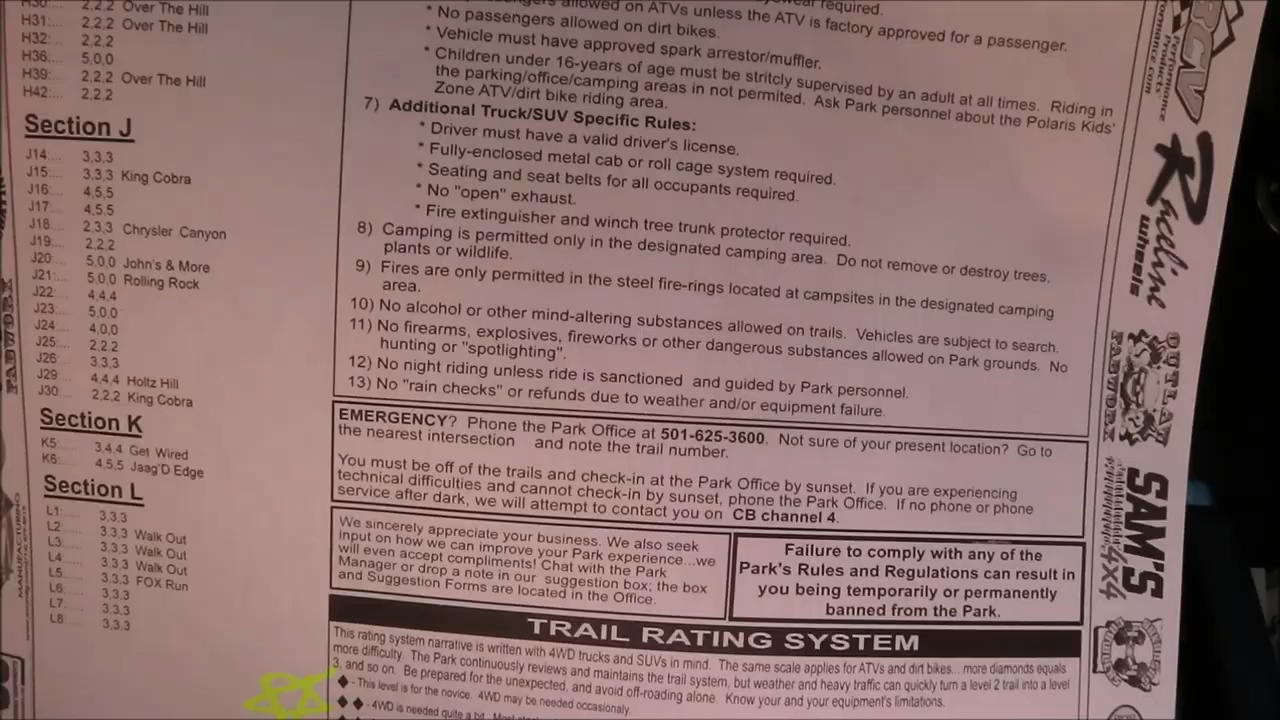 H30:... 2,2,2 Over The Hill
H31:... 2,2,2 Over The Hill
H32:... 2,2,2
H36:... 5,0,0
H39:... 2,2,2 Over The Hill
H42:... 2,2,2
Section J
J14:... 3,3,3
J15:... 3,3,3 King Cobra
J16:... 4,5,5
J17:... 4,5,5
J18:... 2,3,3 Chrysler Canyon
J19:... 2,2,2
J20:... 5,0,0 John's & More
J21:... 5,0,0 Rolling Rock
J22:... 4,4,4
J23:... 5,0,0
J24:... 4,0,0
J25:... 2,2,2
J26:... 3,3,3
J29:... 4,4,4 Holtz Hill
J30:... 2,2,2 King Cobra
Section K
K5:... 3,4,4 Get Wired
K6:... 4,5,5 Jaag'D Edge
Section L
L1:... 3,3,3
L2:... 3,3,3 Walk Out
L3:... 3,3,3 Walk Out
L4:... 3,3,3 Walk Out
L5:... 3,3,3 FOX Run
L6:... 3,3,3
L7:... 3,3,3
L8:... 3,3,3
allowed on ATVs unless the ATV is factory approved for a passenger.
* No passengers allowed on dirt bikes.
* Vehicle must have approved spark arrestor/muffler.
* Children under 16-years of age must be stritcly supervised by an adult at all times. Riding in
the parking/office/camping areas in not permited. Ask Park personnel about the Polaris Kids'
Zone ATV/dirt bike riding area.
7) Additional Truck/SUV Specific Rules:
* Driver must have a valid driver's license.
* Fully-enclosed metal cab or roll cage system required.
* Seating and seat belts for all occupants required.
* No "open" exhaust.
* Fire extinguisher and winch tree trunk protector required.
8) Camping is permitted only in the designated camping area. Do not remove or destroy trees,
plants or wildlife.
9) Fires are only permitted in the steel fire-rings located at campsites in the designated camping
area.
10) No alcohol or other mind-altering substances allowed on trails. Vehicles are subject to search.
11) No firearms, explosives, fireworks or other dangerous substances allowed on Park grounds. No
hunting or "spotlighting".
12) No night riding unless ride is sanctioned and guided by Park personnel.
13) No "rain checks" or refunds due to weather and/or equipment failure.
EMERGENCY? Phone the Park Office at 501-625-3600. Not sure of your present location? Go to
the nearest intersection and note the trail number.
You must be off of the trails and check-in at the Park Office by sunset. If you are experiencing
technical difficulties and cannot check-in by sunset, phone the Park Office. If no phone or phone
service after dark, we will attempt to contact you on CB channel 4.
We sincerely appreciate your business. We also seek
input on how we can improve your Park experience...we
will even accept compliments! Chat with the Park
Manager or drop a note in our suggestion box; the box
and Suggestion Forms are located in the Office.
Failure to comply with any of the
Park's Rules and Regulations can result in
you being temporarily or permanently
banned from the Park.
TRAIL RATING SYSTEM
This rating system narrative is written with 4WD trucks and SUVs in mind. The same scale applies for ATVs and dirt bikes... more diamonds equals
more difficulty. The Park continuously reviews and maintains the trail system, but weather and heavy traffic can quickly turn a level 2 trail into a level
3, and so on. Be prepared for the unexpected, and avoid off-roading alone. Know your and your equipment's limitations.
◆ - This level is for the novice. 4WD may be needed occasionaly.
◆ ◆ - 4WD is needed quite a bit.
RCV
Performance
Products
Raceline
wheels
OUTLAW
FABWORX
SAM'S
4X4
FABWORX
MANUFACTURING
85